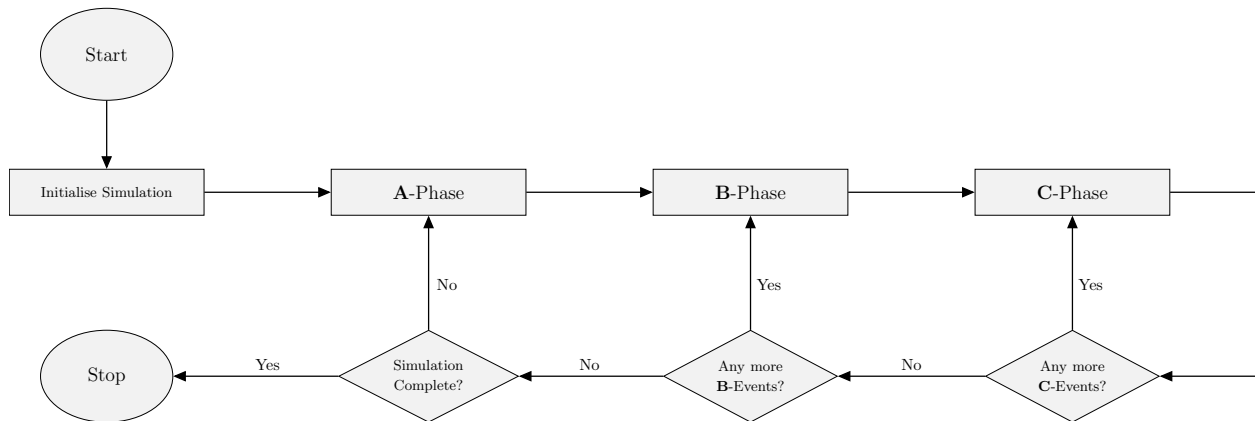 Start
Initialise Simulation
A-Phase
B-Phase
C-Phase
No
Yes
Yes
Stop
Yes
Simulation
Complete?
No
Any more
B-Events?
No
Any more
C-Events?